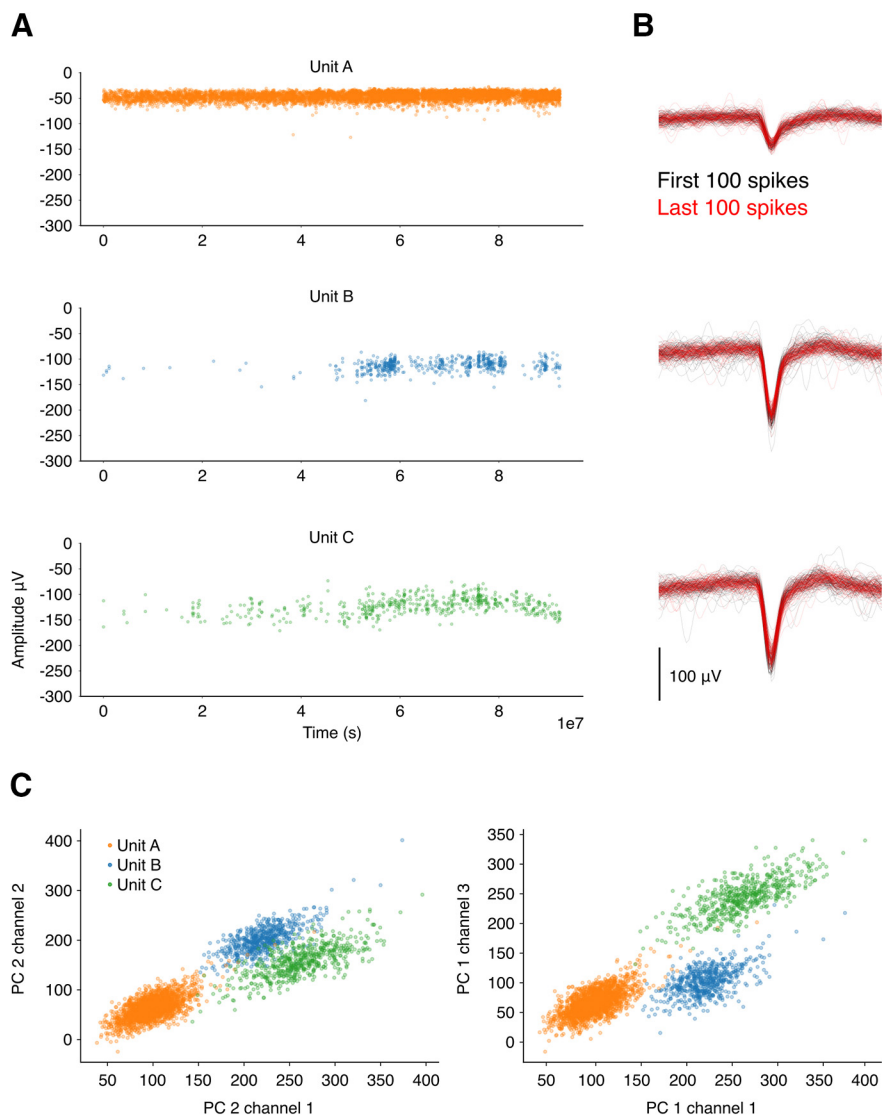 A
B
Unit A
0
-50
-100
-150
-200
-250
-300
0 2 4 6 8
First 100 spikes
Last 100 spikes
Unit B
0
-50
-100
-150
-200
-250
-300
0 2 4 6 8
Unit C
0
-50
-100
-150
-200
-250
-300
Amplitude µV
0 2 4 6 8
1e7
Time (s)
100 µV
C
Unit A
Unit B
Unit C
400
300
200
100
0
PC 2 channel 2
50 100 150 200 250 300 350 400
PC 2 channel 1
350
300
250
200
150
100
50
0
PC 1 channel 3
50 100 150 200 250 300 350 400
PC 1 channel 1